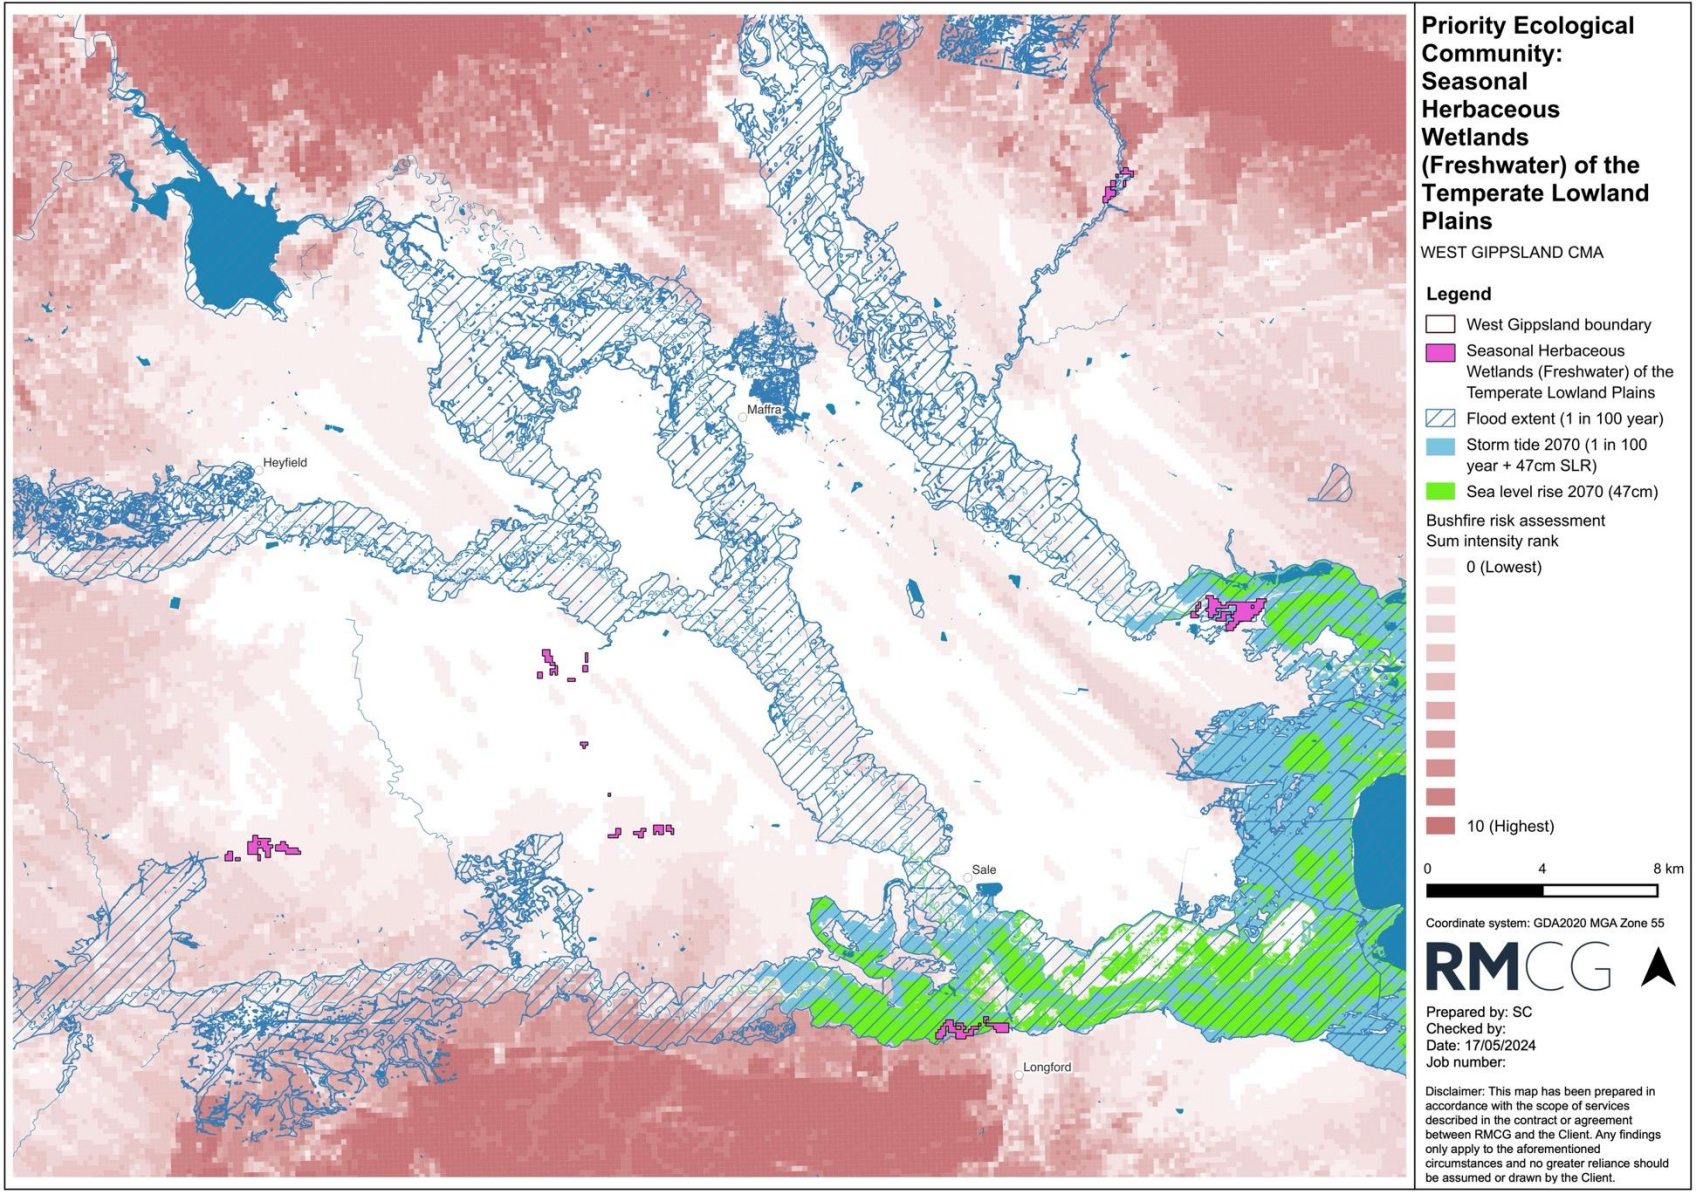 Priority Ecological
Community:
Seasonal
Herbaceous
Wetlands
(Freshwater) of the
Temperate Lowland
Plains
WEST GIPPSLAND CMA
Legend
West Gippsland boundary
Seasonal Herbaceous
Wetlands (Freshwater) of the
Temperate Lowland Plains
Flood extent (1 in 100 year)
Storm tide 2070 (1 in 100
year + 47cm SLR)
Sea level rise 2070 (47cm)
Bushfire risk assessment
Sum intensity rank
0 (Lowest)
10 (Highest)
0 4 8 km
Coordinate system: GDA2020 MGA Zone 55
RMCG
Prepared by: SC
Checked by:
Date: 17/05/2024
Job number:
Disclaimer: This map has been prepared in
accordance with the scope of services
described in the contract or agreement
between RMCG and the Client. Any findings
only apply to the aforementioned
circumstances and no greater reliance should
be assumed or drawn by the Client.
Maffra
Heyfield
Sale
Longford